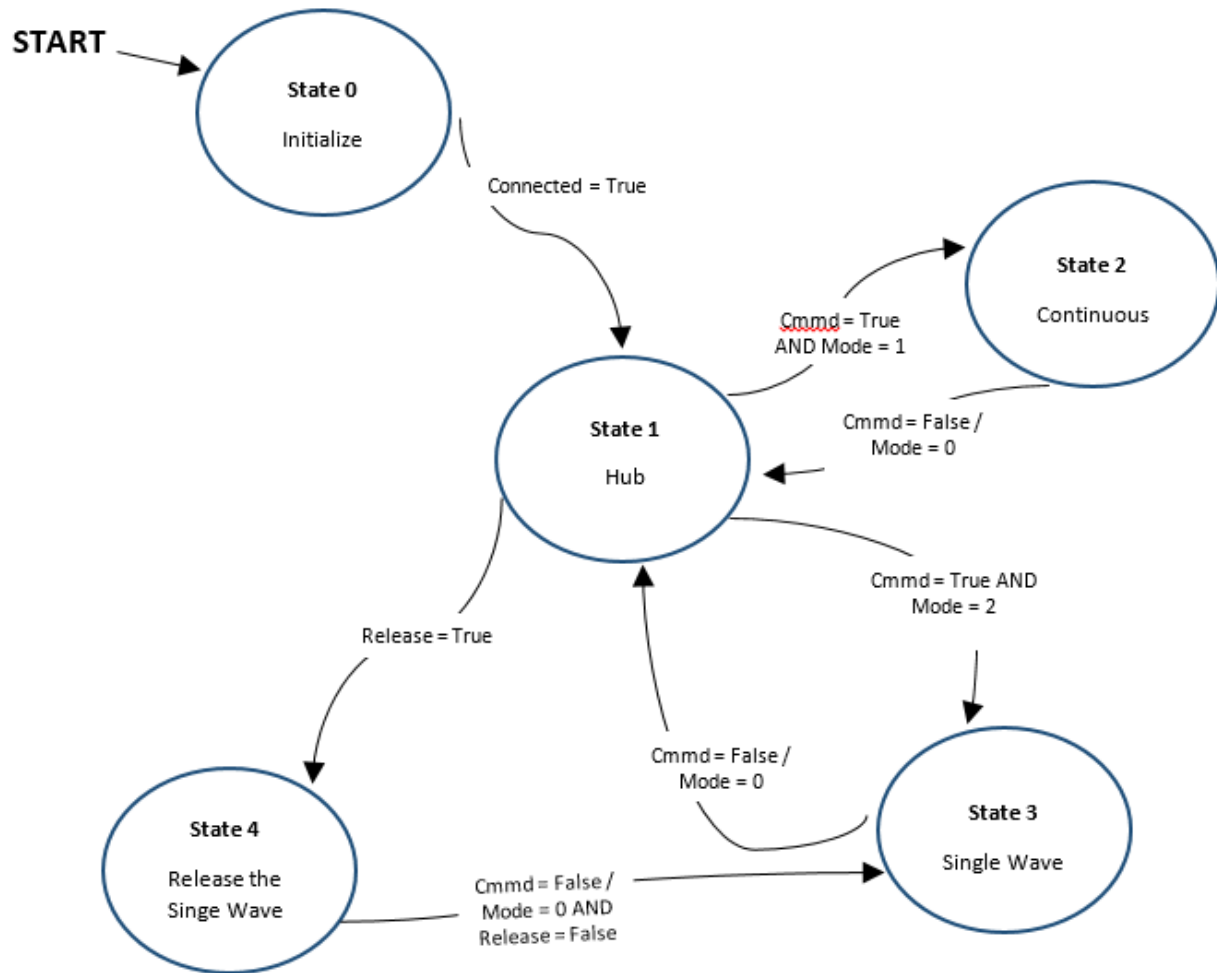 START
State 0
Initialize
Connected = True
State 2
Continuous
Cmmd = True
AND Mode = 1
Cmmd = False /
Mode = 0
State 1
Hub
Cmmd = True AND
Mode = 2
Release = True
Cmmd = False /
Mode = 0
State 3
Single Wave
State 4
Release the
Singe Wave
Cmmd = False /
Mode = 0 AND
Release = False